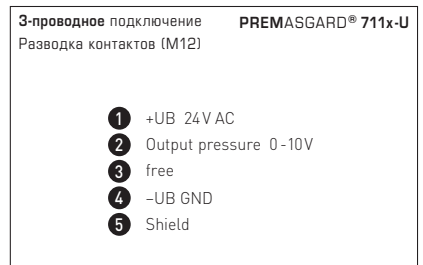 3-проводное подключение PREMASGARD® 711x-U
Разводка контактов (M12)
1 +UB 24V AC
2 Output pressure 0-10V
3 free
4 –UB GND
5 Shield